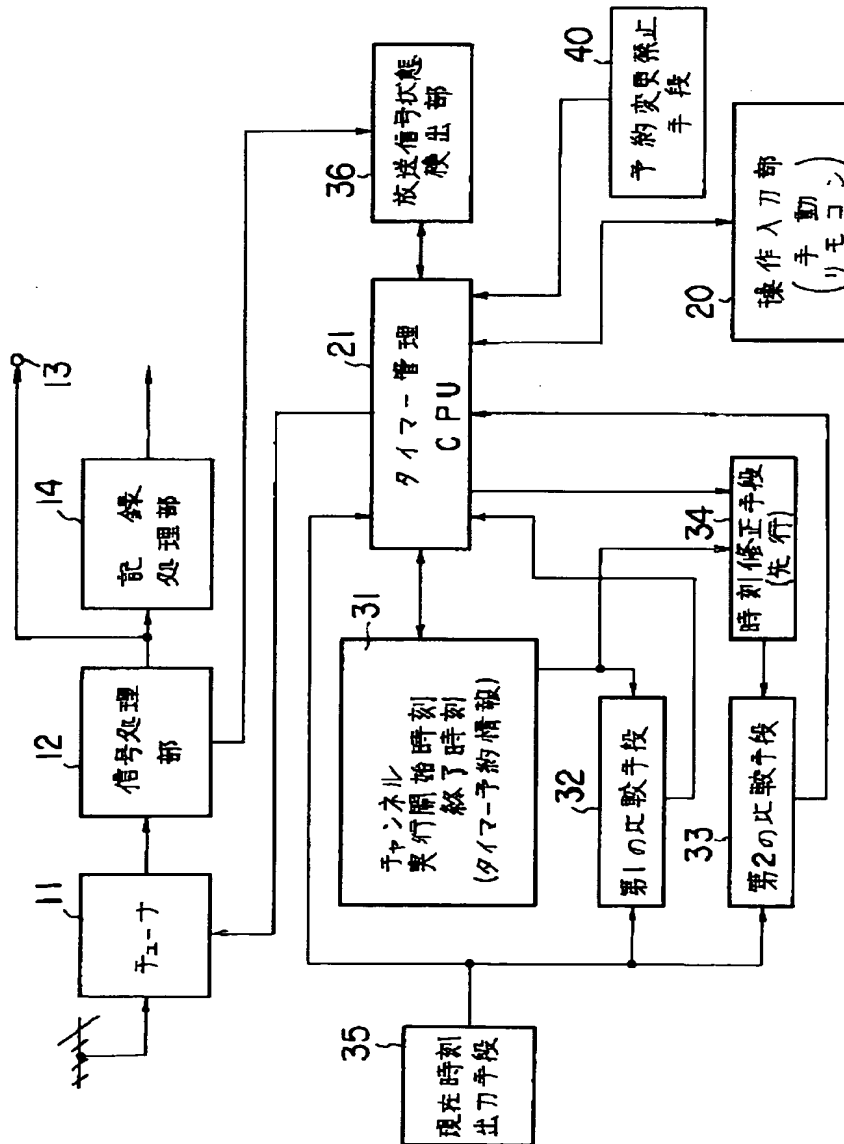 11
チューナ
12
信号処理
部
14
記録
処理部
13
36
放送信号状態
検出部
21
タイマー管理
CPU
31
チャンネル
実行開始時刻
終了時刻
(タイマー予約情報)
32
第1の比較手段
33
第2の比較手段
34
時刻修正手段
(先行)
35
現在時刻
出力手段
40
予約変更禁止
手段
20
操作入力部
(手動
リモコン)